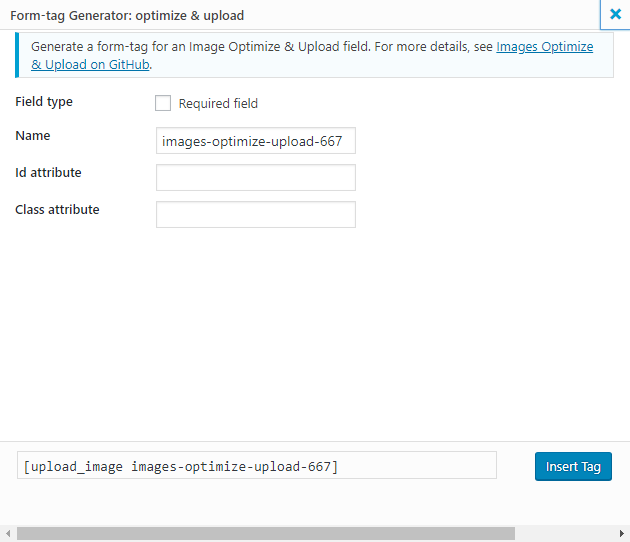 Form-tag Generator: optimize & upload
Generate a form-tag for an Image Optimize & Upload field. For more details, see Images Optimize
& Upload on GitHub.
Field type
Required field
Name
images-optimize-upload-667
Id attribute
Class attribute
[upload_image images-optimize-upload-667]
Insert Tag